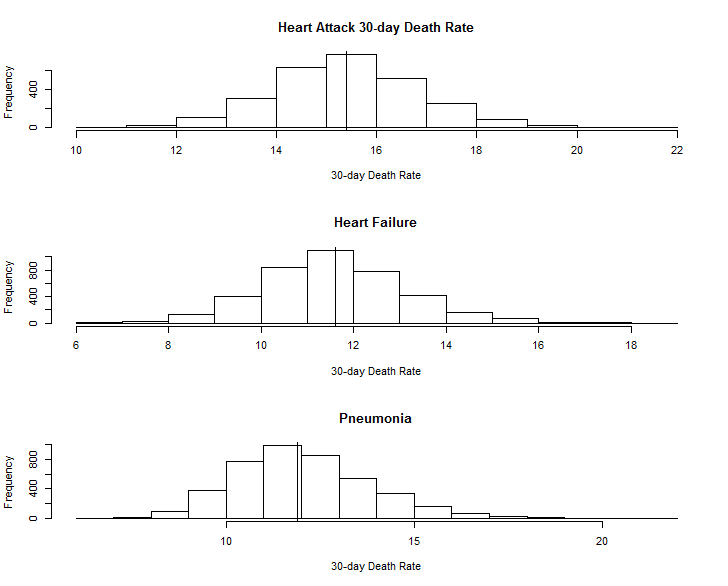 Heart Attack 30-day Death Rate
Frequency
0 400
10 12 14 16 18 20 22
30-day Death Rate
Heart Failure
Frequency
0 400 800
6 8 10 12 14 16 18
30-day Death Rate
Pneumonia
Frequency
0 400 800
10 15 20
30-day Death Rate